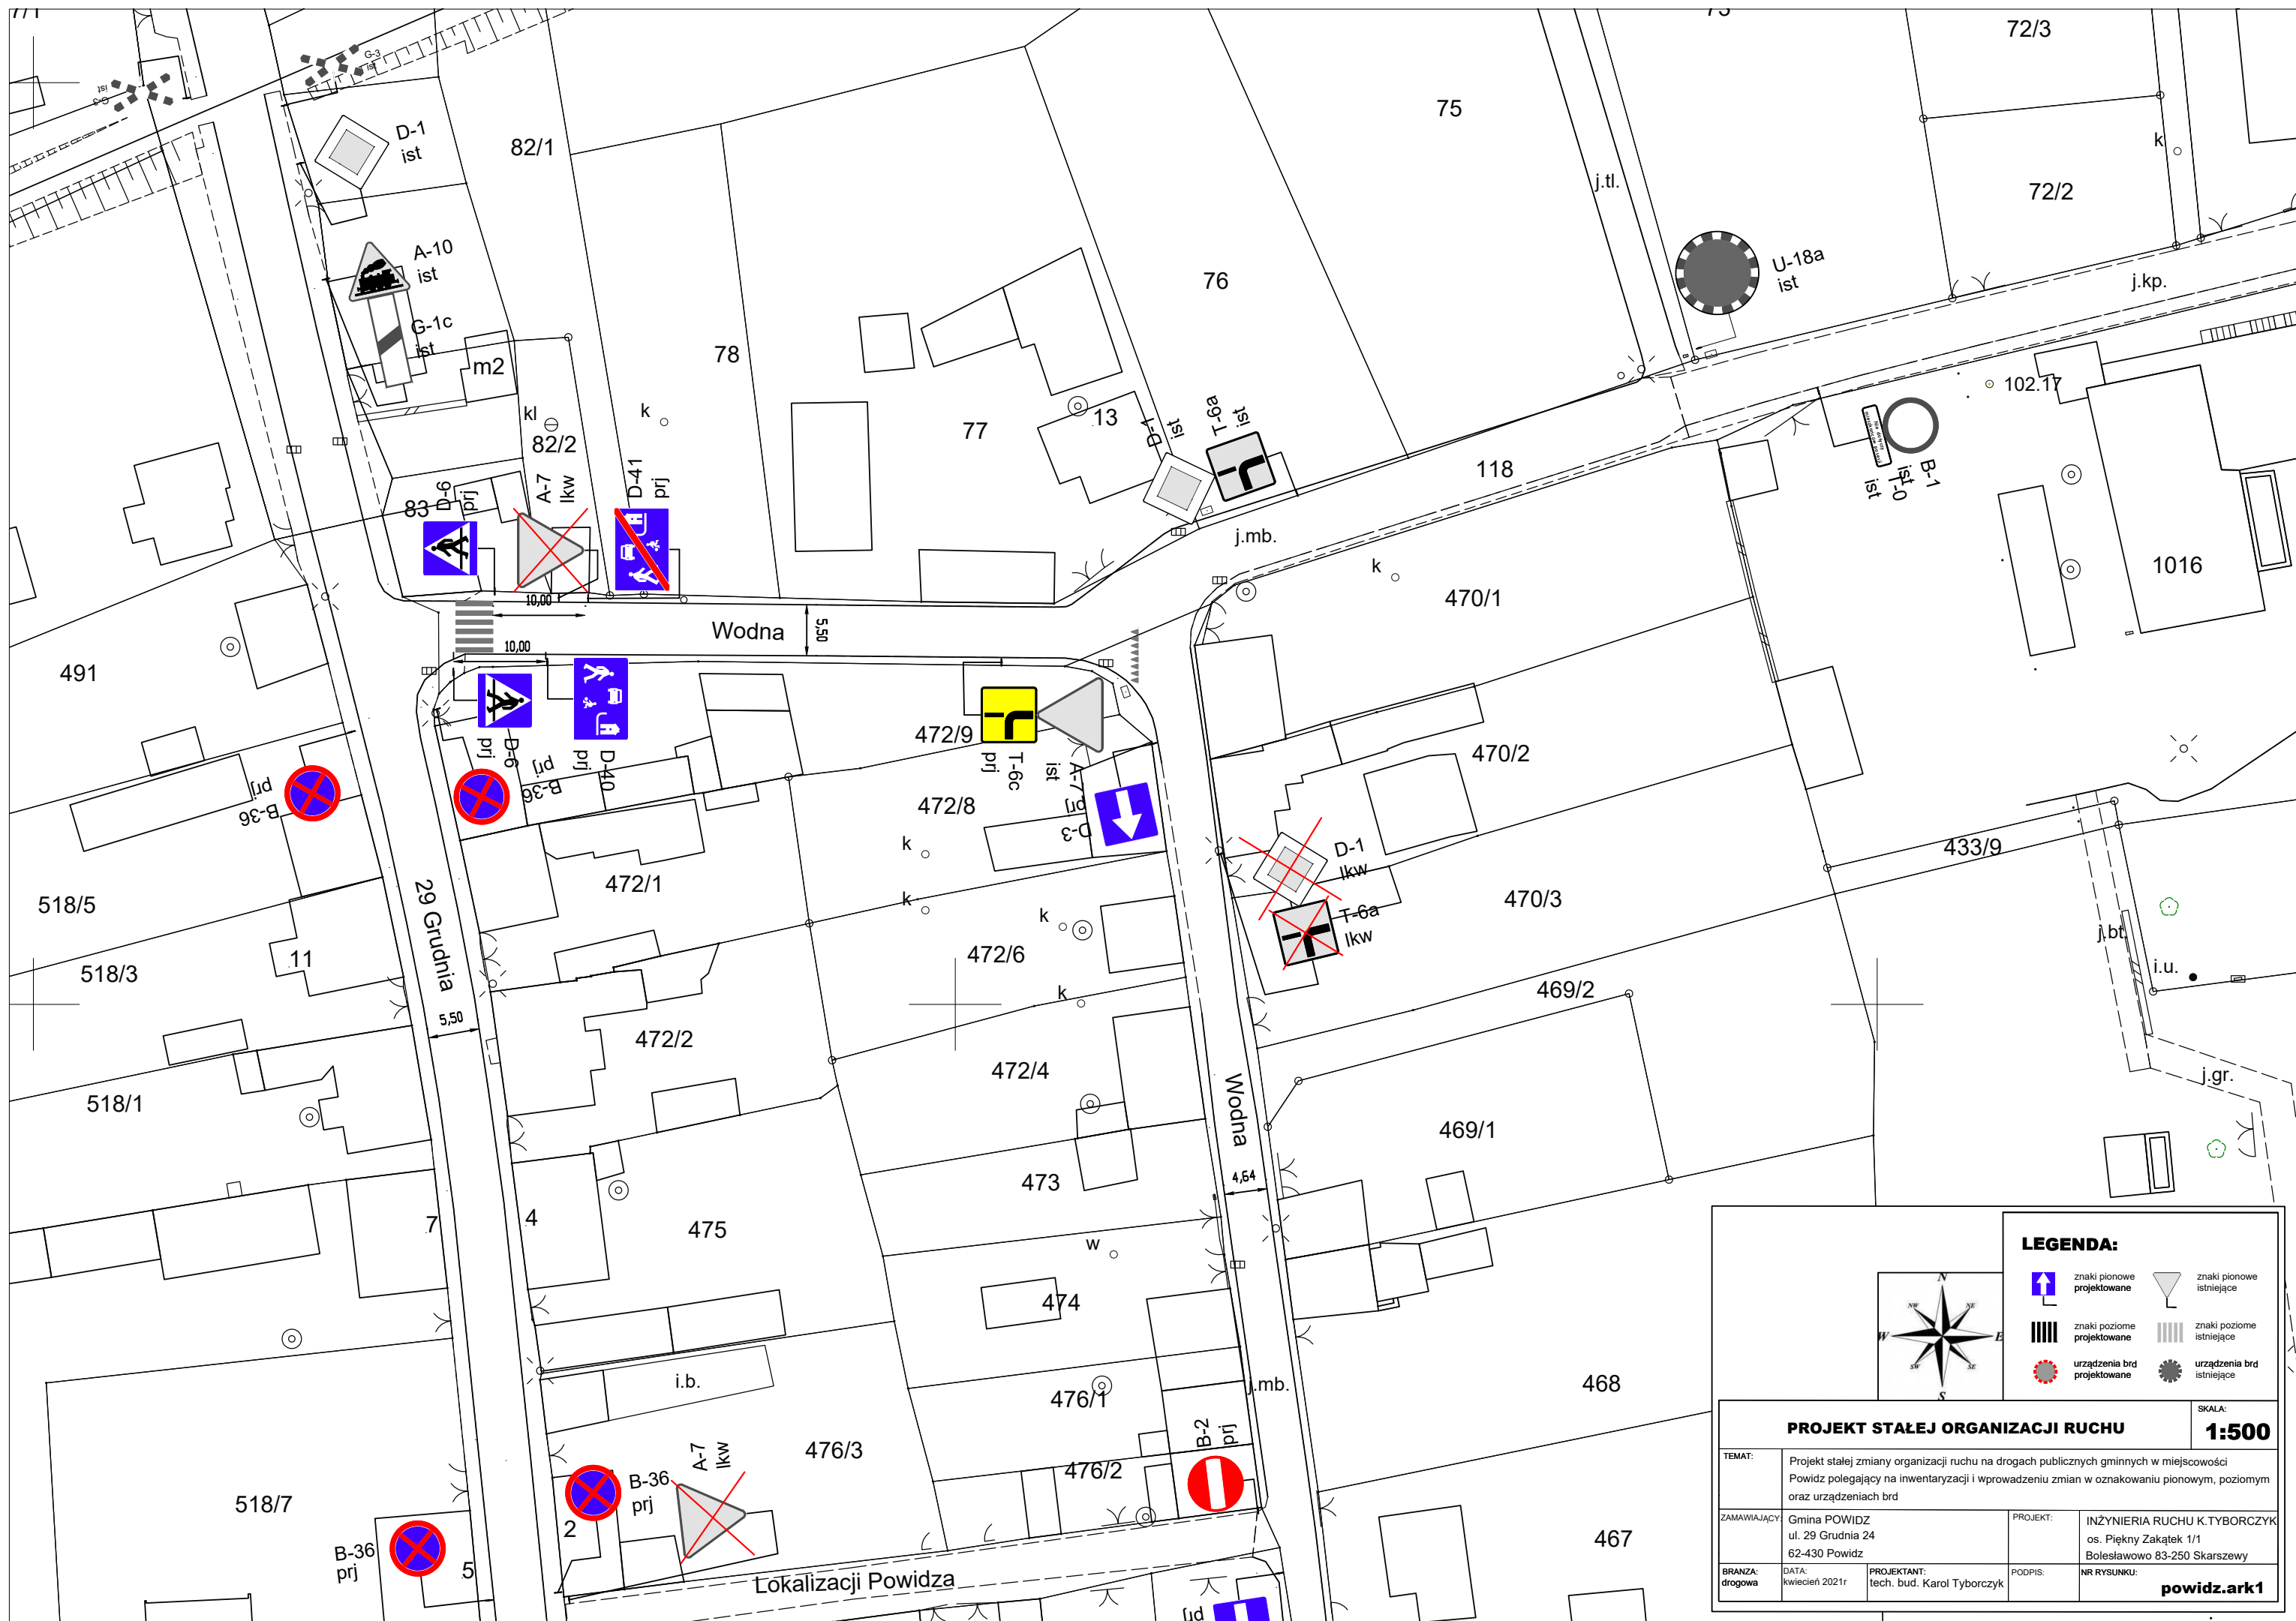 G-3
ist
G-3
ist
D-1
ist
82/1
75
72/3
k
72/2
j.tl.
A-10
ist
G-1c
ist
U-18a
ist
j.kp.
76
78
m2
kl
k
82/2
77
13
D-1
ist
T-6a
ist
118
102.17
B-1
ist
T-0
ist
83
D-6
prj
A-7
lkw
D-41
prj
j.mb.
k
470/1
1016
10,00
Wodna
5,50
10,00
491
472/9
T-6c
prj
A-7
ist
470/2
D-6
prj
B-36
prj
D-40
prj
B-36
prj
472/8
D-3
prj
k
D-1
lkw
433/9
472/1
k
T-6a
lkw
470/3
518/5
29 Grudnia
k
472/6
j.bt.
i.u.
518/3
11
k
469/2
5,50
472/2
472/4
j.gr.
518/1
Wodna
469/1
473
4,64
7
4
475
w
474
i.b.
476/1
j.mb.
468
476/3
B-2
prj
476/2
A-7
lkw
B-36
prj
518/7
2
B-36
prj
5
467
Lokalizacji Powidza
prj
LEGENDA:
znaki pionowe
projektowane
znaki pionowe
istniejące
znaki poziome
projektowane
znaki poziome
istniejące
urządzenia brd
projektowane
urządzenia brd
istniejące
N
NW
NE
W
E
SW
SE
S
PROJEKT STAŁEJ ORGANIZACJI RUCHU
SKALA:
1:500
TEMAT:
Projekt stałej zmiany organizacji ruchu na drogach publicznych gminnych w miejscowości
Powidz polegający na inwentaryzacji i wprowadzeniu zmian w oznakowaniu pionowym, poziomym
oraz urządzeniach brd
ZAMAWIAJĄCY:
Gmina POWIDZ
ul. 29 Grudnia 24
62-430 Powidz
PROJEKT:
INŻYNIERIA RUCHU K.TYBORCZYK
os. Piękny Zakątek 1/1
Bolesławowo 83-250 Skarszewy
BRANŻA:
drogowa
DATA:
kwiecień 2021r
PROJEKTANT:
tech. bud. Karol Tyborczyk
PODPIS:
NR RYSUNKU:
powidz.ark1